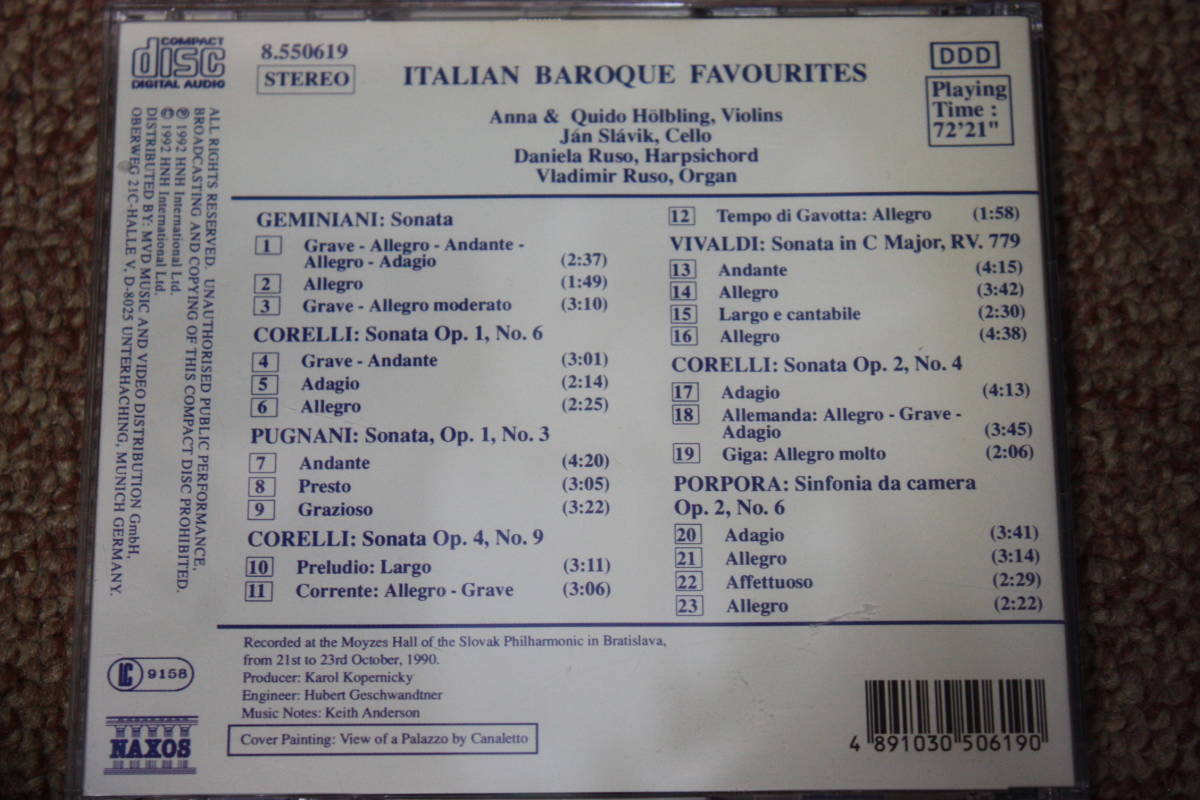 COMPACT
disc
DIGITAL AUDIO
8.550619
STEREO
ITALIAN BAROQUE FAVOURITES
DDD
Playing
Time :
72'21"
Anna & Quido Hölbling, Violins
Ján Slávik, Cello
Daniela Ruso, Harpsichord
Vladimir Ruso, Organ
ALL RIGHTS RESERVED. UNAUTHORISED PUBLIC PERFORMANCE,
BROADCASTING AND COPYING OF THIS COMPACT DISC PROHIBITED.
℗ 1992 HNH International Ltd.
© 1992 HNH International Ltd.
DISTRIBUTED BY: MVD MUSIC AND VIDEO DISTRIBUTION GmbH,
OBERWEG 21C-HALLE V, D-8025 UNTERHACHING, MUNICH GERMANY.
GEMINIANI: Sonata
1 Grave - Allegro - Andante -
Allegro - Adagio (2:37)
2 Allegro (1:49)
3 Grave - Allegro moderato (3:10)
CORELLI: Sonata Op. 1, No. 6
4 Grave - Andante (3:01)
5 Adagio (2:14)
6 Allegro (2:25)
PUGNANI: Sonata, Op. 1, No. 3
7 Andante (4:20)
8 Presto (3:05)
9 Grazioso (3:22)
CORELLI: Sonata Op. 4, No. 9
10 Preludio: Largo (3:11)
11 Corrente: Allegro - Grave (3:06)
12 Tempo di Gavotta: Allegro (1:58)
VIVALDI: Sonata in C Major, RV. 779
13 Andante (4:15)
14 Allegro (3:42)
15 Largo e cantabile (2:30)
16 Allegro (4:38)
CORELLI: Sonata Op. 2, No. 4
17 Adagio (4:13)
18 Allemanda: Allegro - Grave -
Adagio (3:45)
19 Giga: Allegro molto (2:06)
PORPORA: Sinfonia da camera
Op. 2, No. 6
20 Adagio (3:41)
21 Allegro (3:14)
22 Affettuoso (2:29)
23 Allegro (2:22)
Recorded at the Moyzes Hall of the Slovak Philharmonic in Bratislava,
from 21st to 23rd October, 1990.
Producer: Karol Kopernicky
Engineer: Hubert Geschwandtner
Music Notes: Keith Anderson
Cover Painting: View of a Palazzo by Canaletto
LC 9158
NAXOS
4 891030 506190